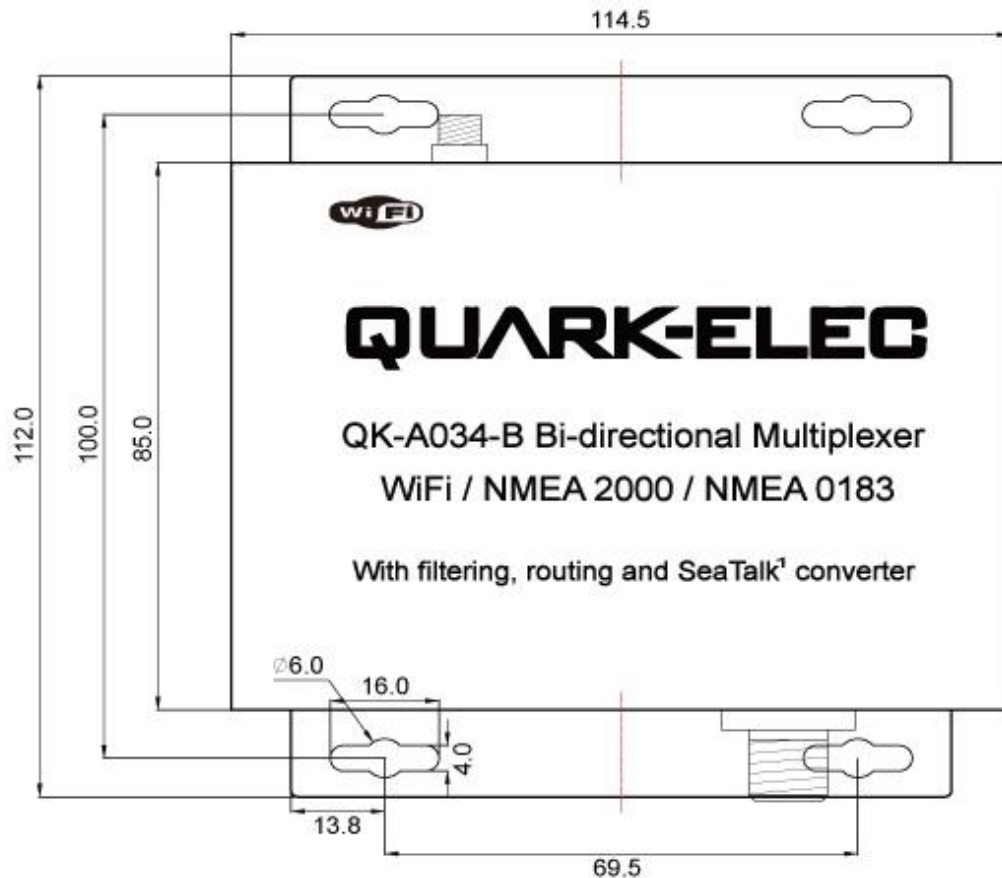 114.5
WiFi
QUARK-ELEC
QK-A034-B Bi-directional Multiplexer
WiFi / NMEA 2000 / NMEA 0183
With filtering, routing and SeaTalk¹ converter
112.0
100.0
85.0
∅6.0
16.0
4.0
13.8
69.5